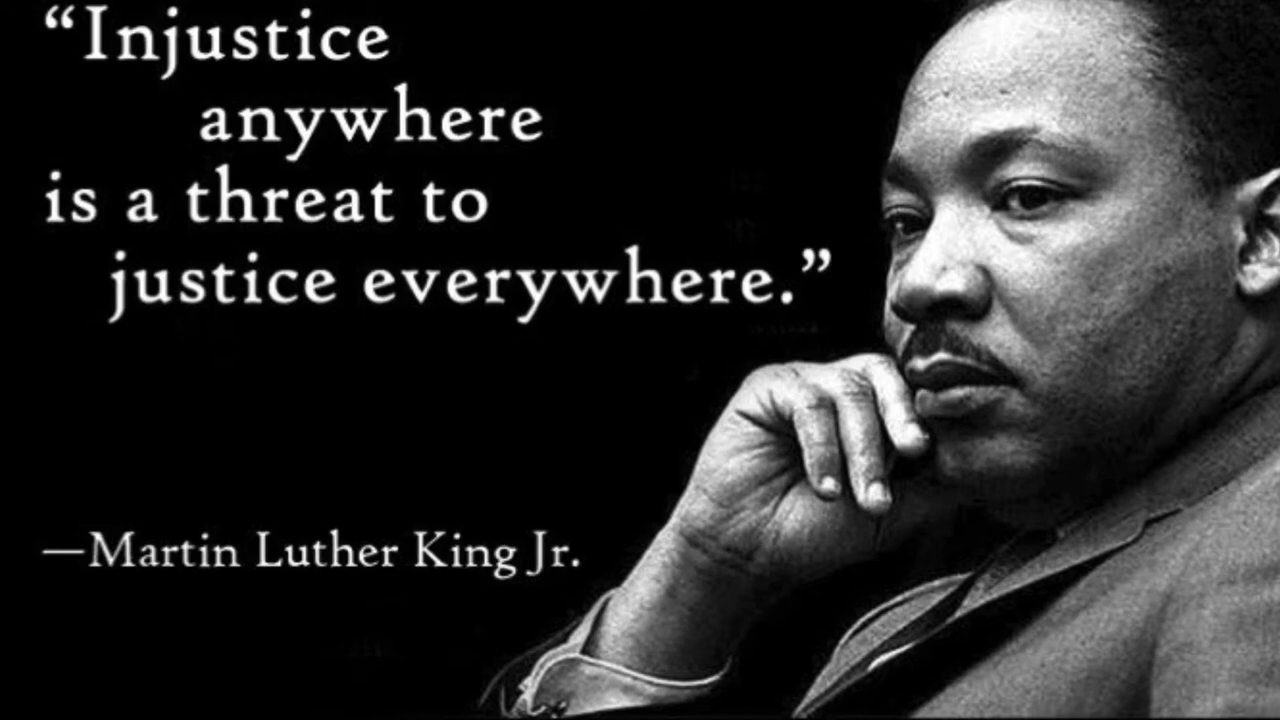 “Injustice
anywhere
is a threat to
justice everywhere.”
—Martin Luther King Jr.